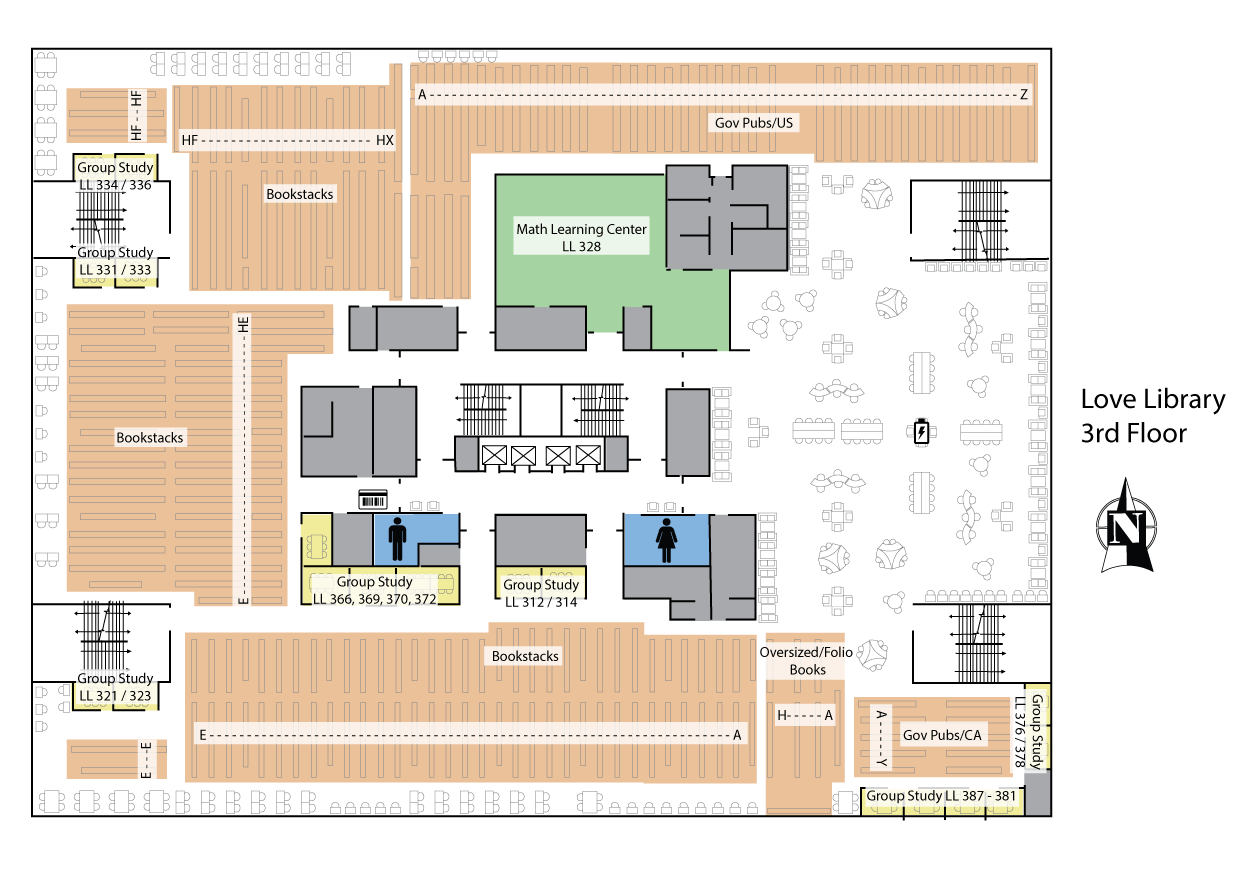 A Z
Gov Pubs/US
HF HF
HF HX
Bookstacks
Group Study
LL 334 / 336
Math Learning Center
LL 328
Group Study
LL 331 / 333
HE
Bookstacks
E
Love Library
3rd Floor
N
Group Study
LL 366, 369, 370, 372
Group Study
LL 312 / 314
Bookstacks
Oversized/Folio
Books
Group Study
LL 321 / 323
E A
H A
A Y
Gov Pubs/CA
Group Study
LL 376 / 378
E E
Group Study LL 387 - 381